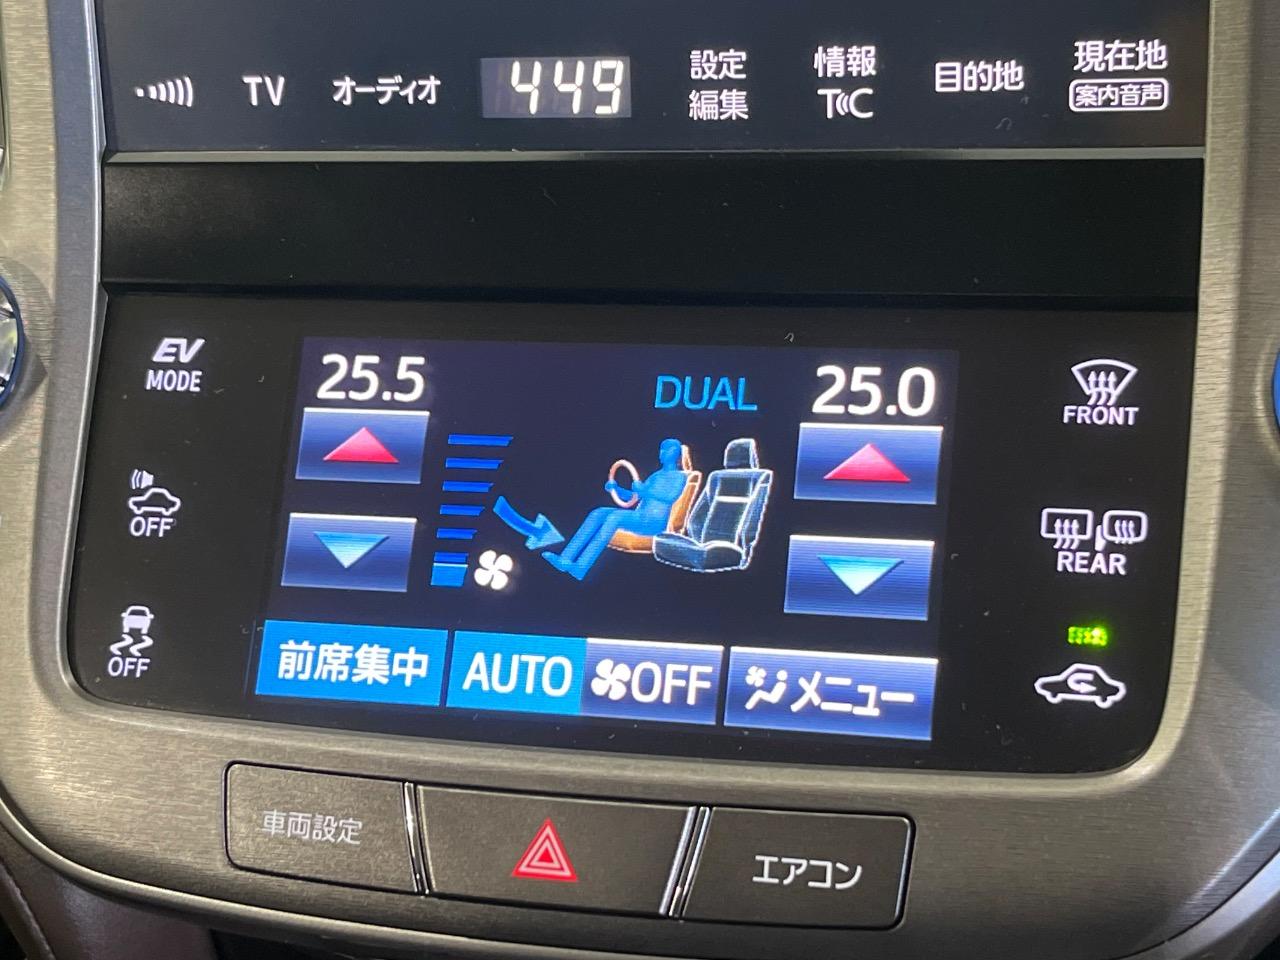 TV
オーディオ
449
設定
編集
情報
T
C
目的地
現在地
案内音声
EV
MODE
25.5
DUAL
25.0
FRONT
OFF
REAR
OFF
前席集中
AUTO
OFF
メニュー
車両設定
エアコン